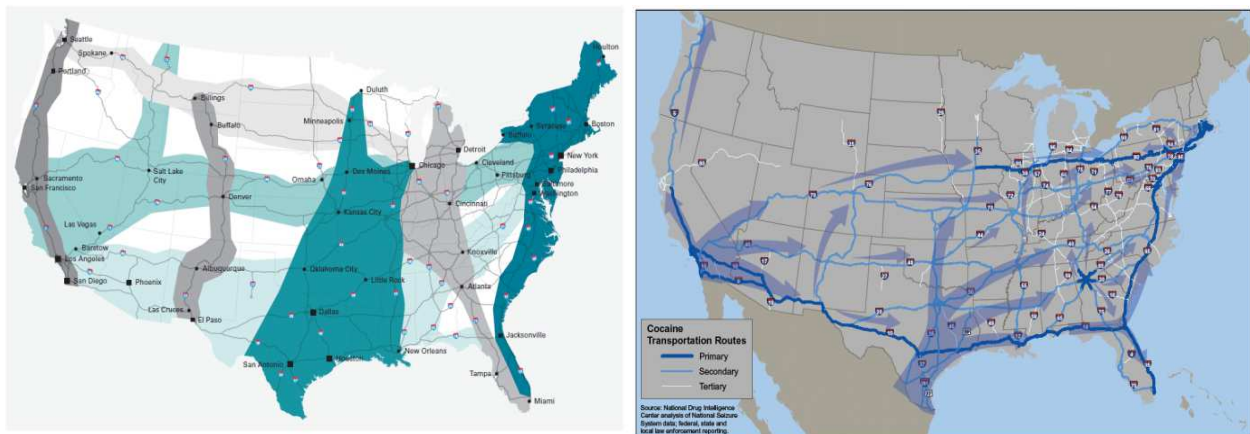 Seattle
Spokane
Portland
Billings
Buffalo
Duluth
Minneapolis
Houlton
Boston
Syracuse
Buffalo
Detroit
Chicago
Cleveland
New York
Philadelphia
Pittsburg
Baltimore
Washington
Sacramento
San Francisco
Salt Lake
City
Omaha
Des Moines
Denver
Kansas City
Cincinnati
Las Vegas
Barstow
Los Angeles
San Diego
Phoenix
Albuquerque
Oklahoma City
Little Rock
Knoxville
Atlanta
Las Cruces
El Paso
Dallas
Jacksonville
San Antonio
Houston
New Orleans
Tampa
Miami
Cocaine
Transportation Routes
Primary
Secondary
Tertiary
Source: National Drug Intelligence
Center analysis of National Seizure
System data; federal, state and
local law enforcement reporting.